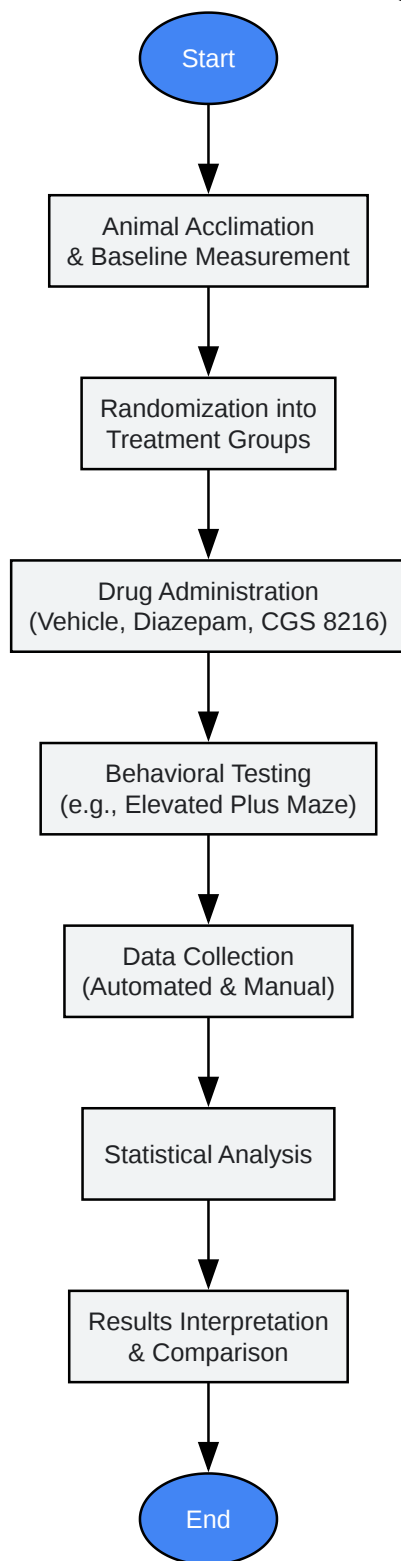 Start
Animal Acclimation
& Baseline Measurement
Randomization into
Treatment Groups
Drug Administration
(Vehicle, Diazepam, CGS 8216)
Behavioral Testing
(e.g., Elevated Plus Maze)
Data Collection
(Automated & Manual)
Statistical Analysis
Results Interpretation
& Comparison
End